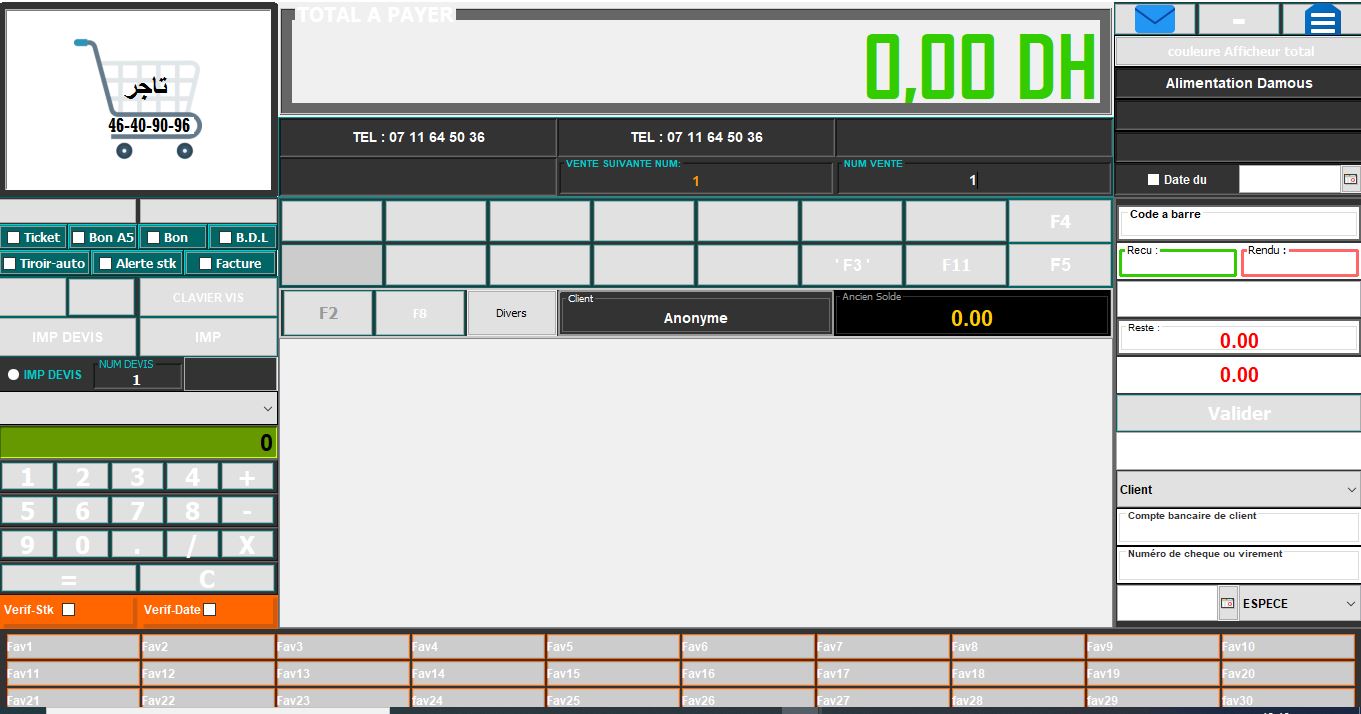 تاجر
46-40-90-96
TOTAL A PAYER
0,00 DH
-
couleure Afficheur total
Alimentation Damous
TEL : 07 11 64 50 36
TEL : 07 11 64 50 36
VENTE SUIVANTE NUM:
1
NUM VENTE
1
Date du
Ticket
Bon A5
Bon
B.D.L
Tiroir-auto
Alerte stk
Facture
CLAVIER VIS
IMP DEVIS
IMP
IMP DEVIS
NUM DEVIS
1
0
1 2 3 4 +
5 6 7 8 -
9 0 . / X
= C
Verif-Stk
Verif-Date
F4
' F3 '
F11
F5
F2
F8
Divers
Client
Anonyme
Ancien Solde
0.00
Code a barre
Recu :
Rendu :
Reste :
0.00
0.00
Valider
Client
Compte bancaire de client
Numéro de cheque ou virement
ESPECE
Fav1 Fav2 Fav3 Fav4 Fav5 Fav6 Fav7 Fav8 Fav9 Fav10
Fav11 Fav12 Fav13 Fav14 Fav15 Fav16 Fav17 Fav18 Fav19 Fav20
Fav21 Fav22 Fav23 fav24 Fav25 Fav26 Fav27 fav28 fav29 fav30